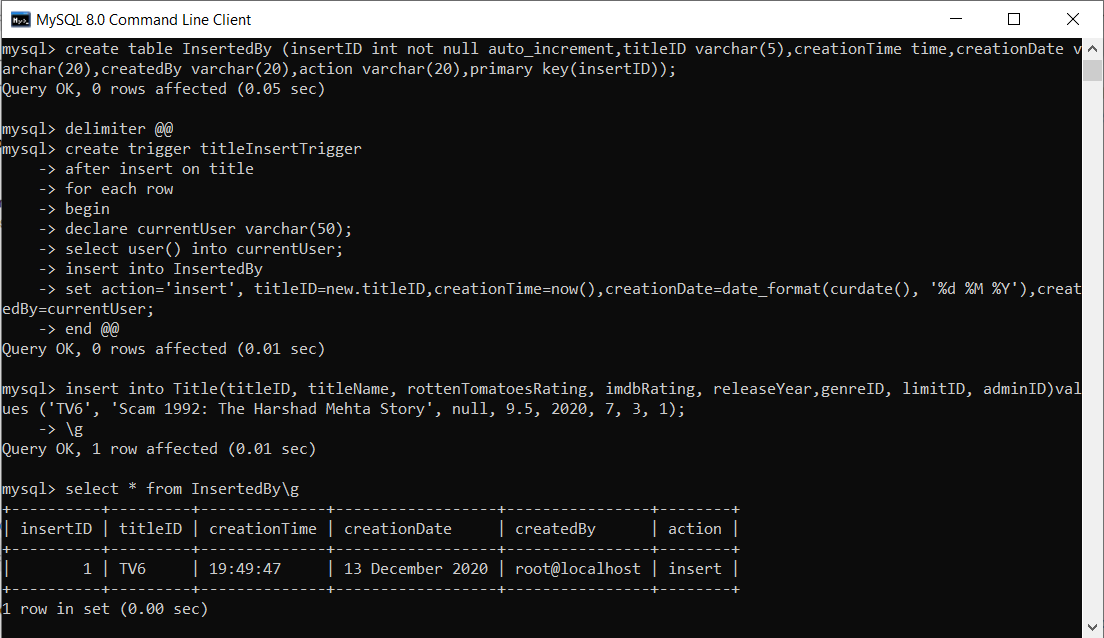 MySQL 8.0 Command Line Client
mysql> create table InsertedBy (insertID int not null auto_increment,titleID varchar(5),creationTime time,creationDate v
archar(20),createdBy varchar(20),action varchar(20),primary key(insertID));
Query OK, 0 rows affected (0.05 sec)
mysql> delimiter @@
mysql> create trigger titleInsertTrigger
    -> after insert on title
    -> for each row
    -> begin
    -> declare currentUser varchar(50);
    -> select user() into currentUser;
    -> insert into InsertedBy
    -> set action='insert', titleID=new.titleID,creationTime=now(),creationDate=date_format(curdate(), '%d %M %Y'),creat
edBy=currentUser;
    -> end @@
Query OK, 0 rows affected (0.01 sec)
mysql> insert into Title(titleID, titleName, rottenTomatoesRating, imdbRating, releaseYear,genreID, limitID, adminID)val
ues ('TV6', 'Scam 1992: The Harshad Mehta Story', null, 9.5, 2020, 7, 3, 1);
    -> \g
Query OK, 1 row affected (0.01 sec)
mysql> select * from InsertedBy\g
+----------+---------+--------------+------------------+----------------+--------+
| insertID | titleID | creationTime | creationDate     | createdBy      | action |
+----------+---------+--------------+------------------+----------------+--------+
|        1 | TV6     | 19:49:47     | 13 December 2020 | root@localhost | insert |
+----------+---------+--------------+------------------+----------------+--------+
1 row in set (0.00 sec)